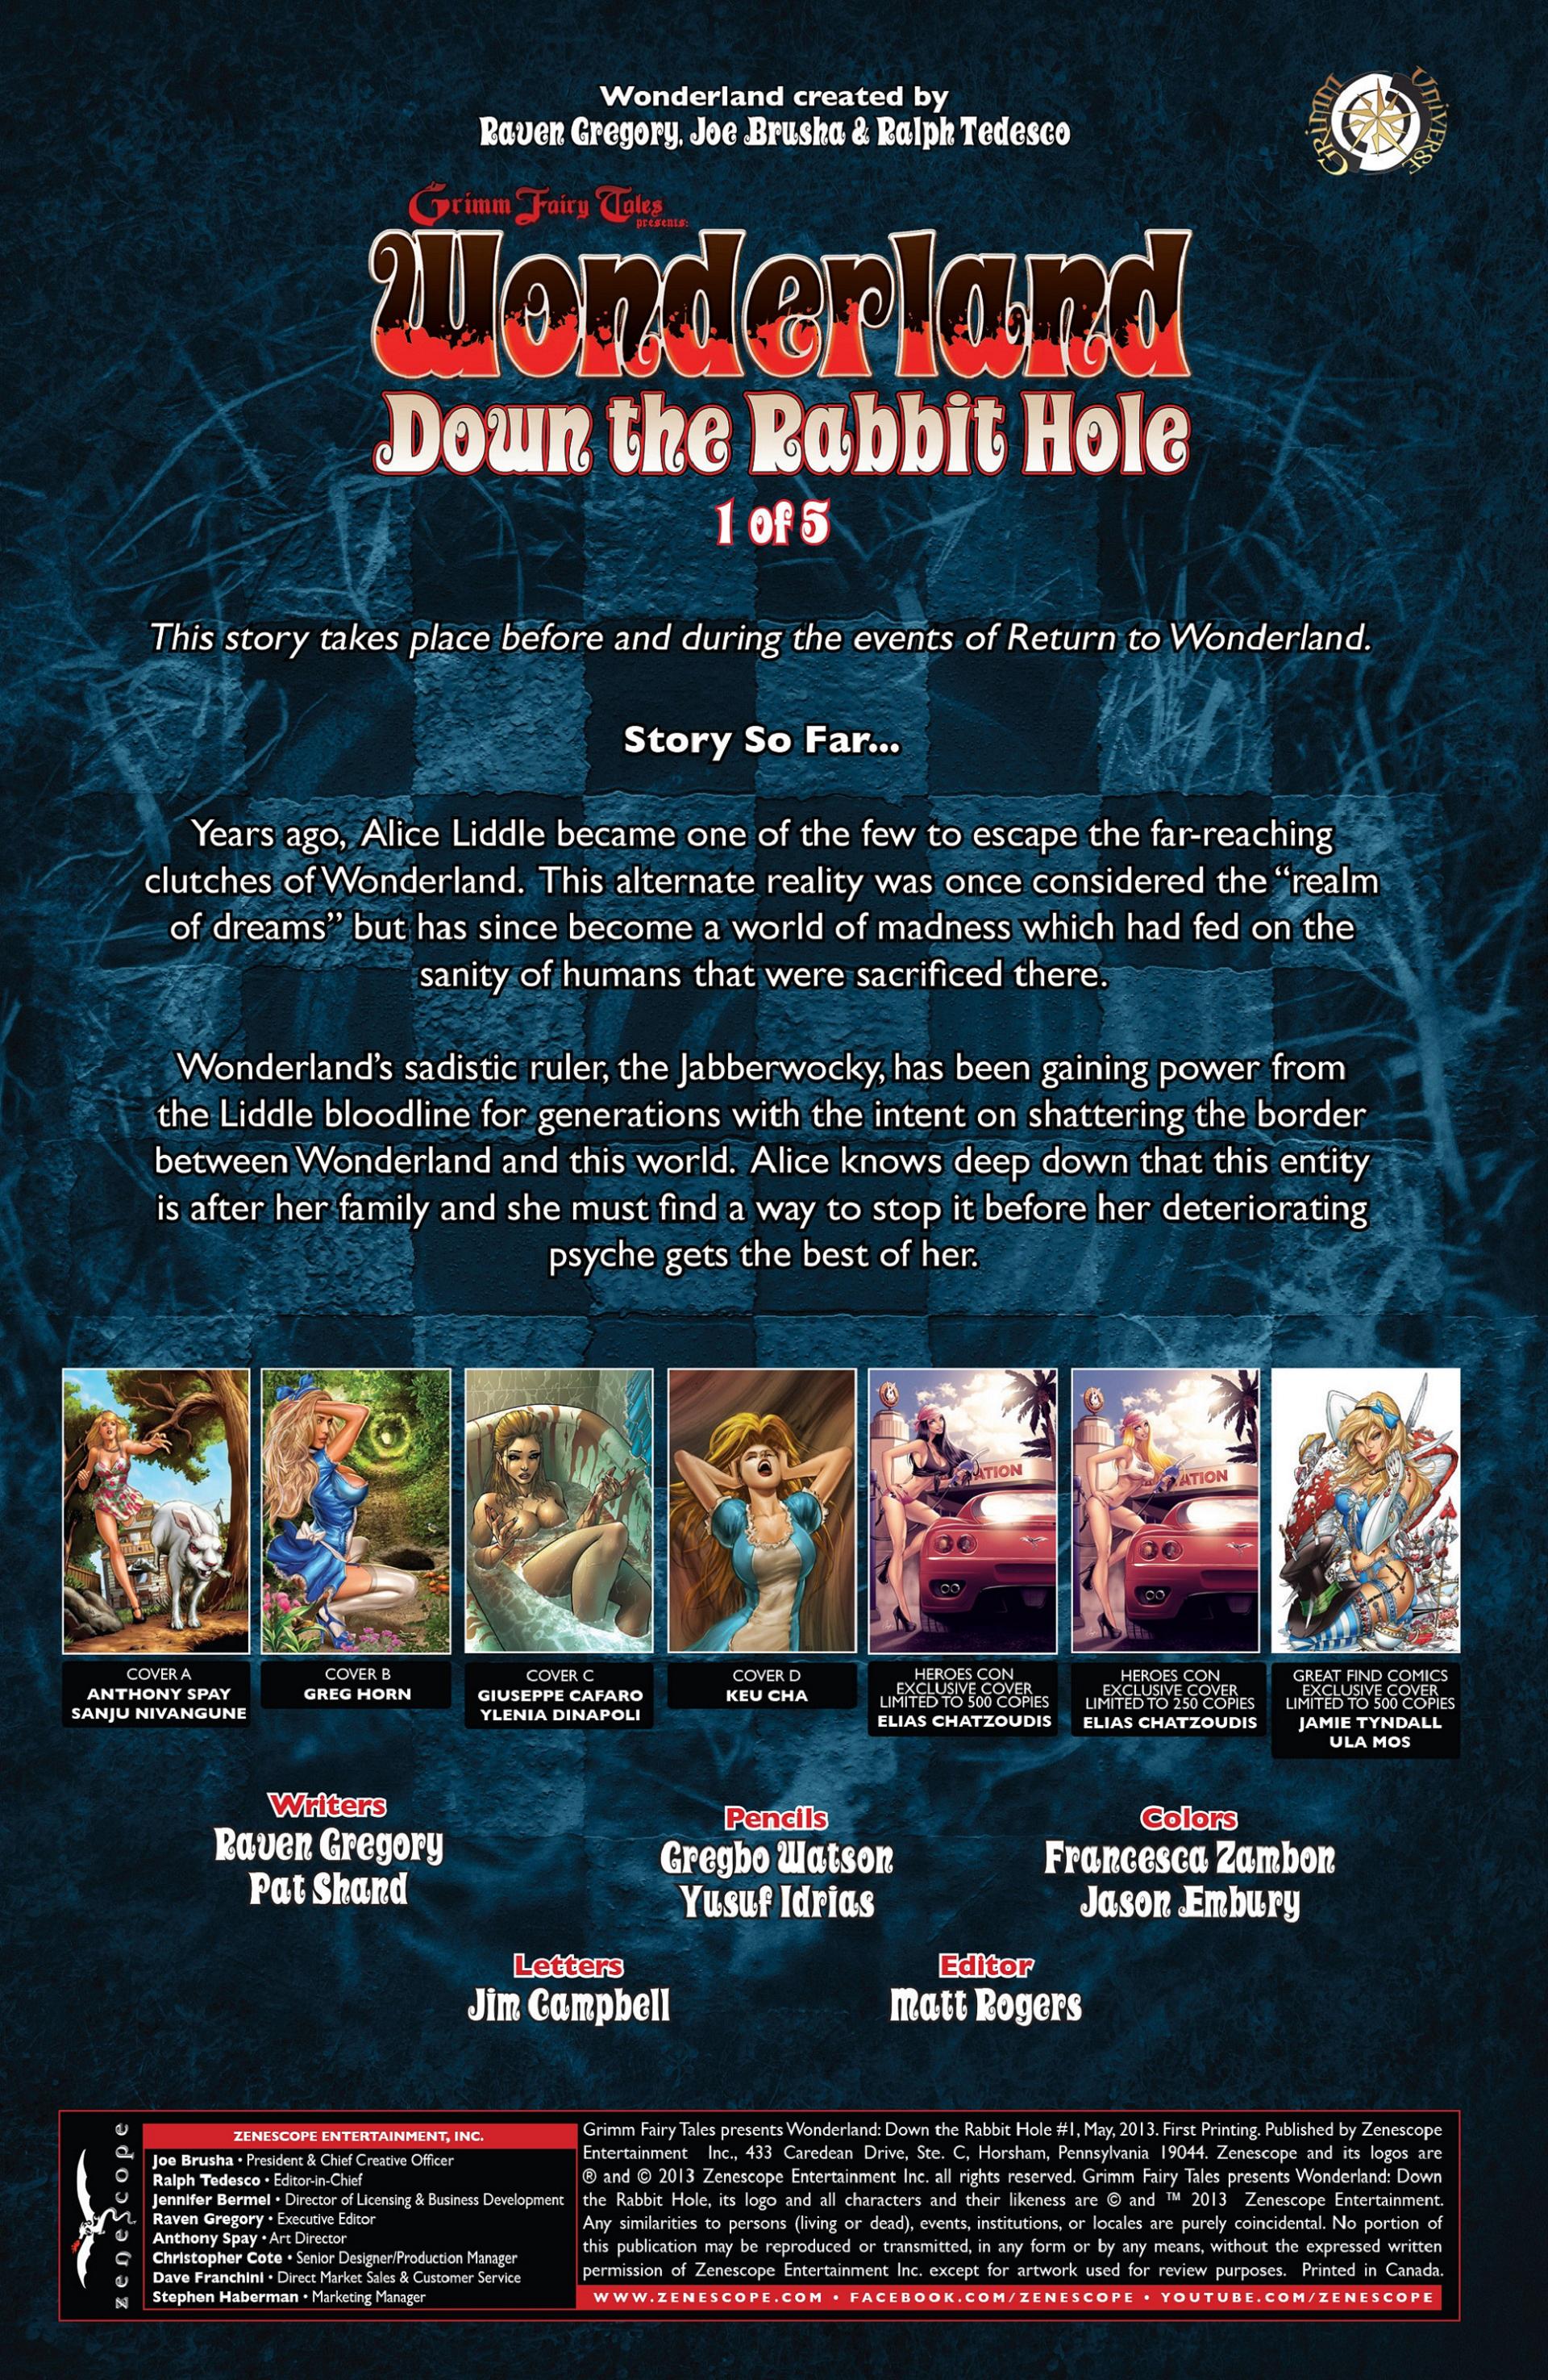 Wonderland created by
Raven Gregory, Joe Brusha & Ralph Tedesco
GRIMM UNIVERSE
Grimm Fairy Tales
presents:
Wonderland
Down the Rabbit Hole
1 of 5
This story takes place before and during the events of Return to Wonderland.
Story So Far...
Years ago, Alice Liddle became one of the few to escape the far-reaching
clutches of Wonderland. This alternate reality was once considered the “realm
of dreams” but has since become a world of madness which had fed on the
sanity of humans that were sacrificed there.
Wonderland’s sadistic ruler, the Jabberwocky, has been gaining power from
the Liddle bloodline for generations with the intent on shattering the border
between Wonderland and this world. Alice knows deep down that this entity
is after her family and she must find a way to stop it before her deteriorating
psyche gets the best of her.
ATION
ATION
COVER A
ANTHONY SPAY
SANJU NIVANGUNE
COVER B
GREG HORN
COVER C
GIUSEPPE CAFARO
YLENIA DINAPOLI
COVER D
KEU CHA
HEROES CON
EXCLUSIVE COVER
LIMITED TO 500 COPIES
ELIAS CHATZOUDIS
HEROES CON
EXCLUSIVE COVER
LIMITED TO 250 COPIES
ELIAS CHATZOUDIS
GREAT FIND COMICS
EXCLUSIVE COVER
LIMITED TO 500 COPIES
JAMIE TYNDALL
ULA MOS
Writers
Raven Gregory
Pat Shand
Pencils
Gregbo Watson
Yusuf Idrias
Colors
Francesca Zambon
Jason Embury
Letters
Jim Campbell
Editor
Matt Rogers
zenescope
ZENESCOPE ENTERTAINMENT, INC.
Joe Brusha • President & Chief Creative Officer
Ralph Tedesco • Editor-in-Chief
Jennifer Bermel • Director of Licensing & Business Development
Raven Gregory • Executive Editor
Anthony Spay • Art Director
Christopher Cote • Senior Designer/Production Manager
Dave Franchini • Direct Market Sales & Customer Service
Stephen Haberman • Marketing Manager
Grimm Fairy Tales presents Wonderland: Down the Rabbit Hole #1, May, 2013. First Printing. Published by Zenescope
Entertainment Inc., 433 Caredean Drive, Ste. C, Horsham, Pennsylvania 19044. Zenescope and its logos are
® and © 2013 Zenescope Entertainment Inc. all rights reserved. Grimm Fairy Tales presents Wonderland: Down
the Rabbit Hole, its logo and all characters and their likeness are © and ™ 2013 Zenescope Entertainment.
Any similarities to persons (living or dead), events, institutions, or locales are purely coincidental. No portion of
this publication may be reproduced or transmitted, in any form or by any means, without the expressed written
permission of Zenescope Entertainment Inc. except for artwork used for review purposes. Printed in Canada.
WWW.ZENESCOPE.COM • FACEBOOK.COM/ZENESCOPE • YOUTUBE.COM/ZENESCOPE